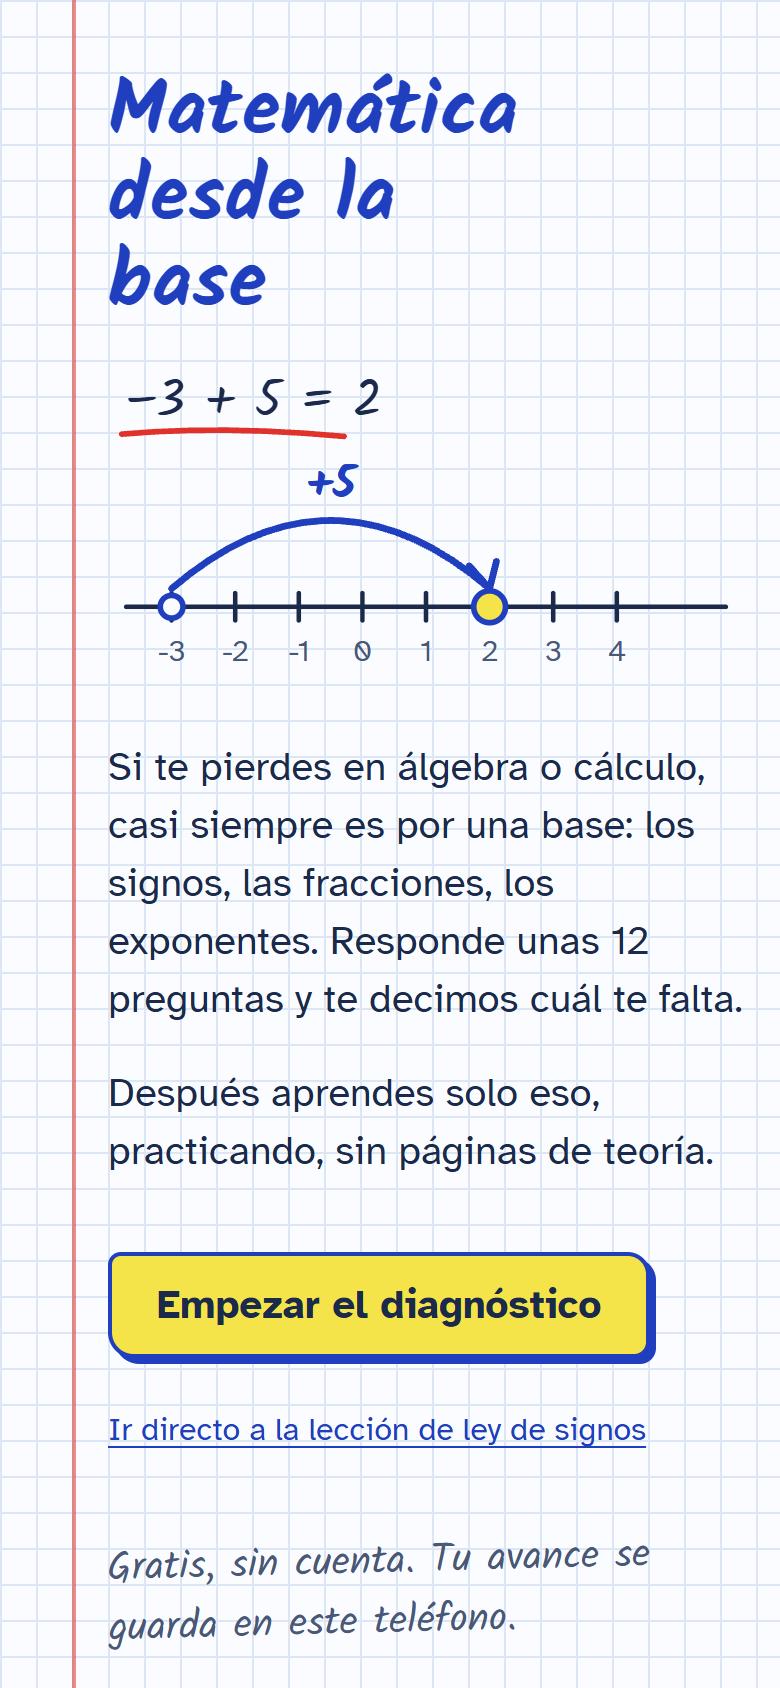 Matemática
desde la
base
−3 + 5 = 2
+5
-3 -2 -1 0 1 2 3 4
Si te pierdes en álgebra o cálculo,
casi siempre es por una base: los
signos, las fracciones, los
exponentes. Responde unas 12
preguntas y te decimos cuál te falta.
Después aprendes solo eso,
practicando, sin páginas de teoría.
Empezar el diagnóstico
Ir directo a la lección de ley de signos
Gratis, sin cuenta. Tu avance se
guarda en este teléfono.